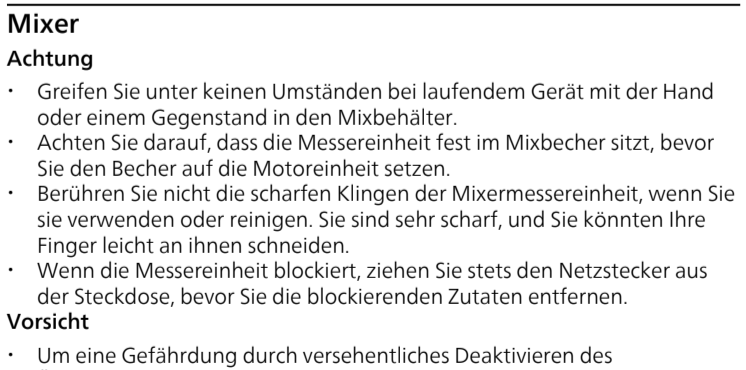 Mixer
Achtung
• Greifen Sie unter keinen Umständen bei laufendem Gerät mit der Hand
oder einem Gegenstand in den Mixbehälter.
• Achten Sie darauf, dass die Messereinheit fest im Mixbecher sitzt, bevor
Sie den Becher auf die Motoreinheit setzen.
• Berühren Sie nicht die scharfen Klingen der Mixermessereinheit, wenn Sie
sie verwenden oder reinigen. Sie sind sehr scharf, und Sie könnten Ihre
Finger leicht an ihnen schneiden.
• Wenn die Messereinheit blockiert, ziehen Sie stets den Netzstecker aus
der Steckdose, bevor Sie die blockierenden Zutaten entfernen.
Vorsicht
• Um eine Gefährdung durch versehentliches Deaktivieren des